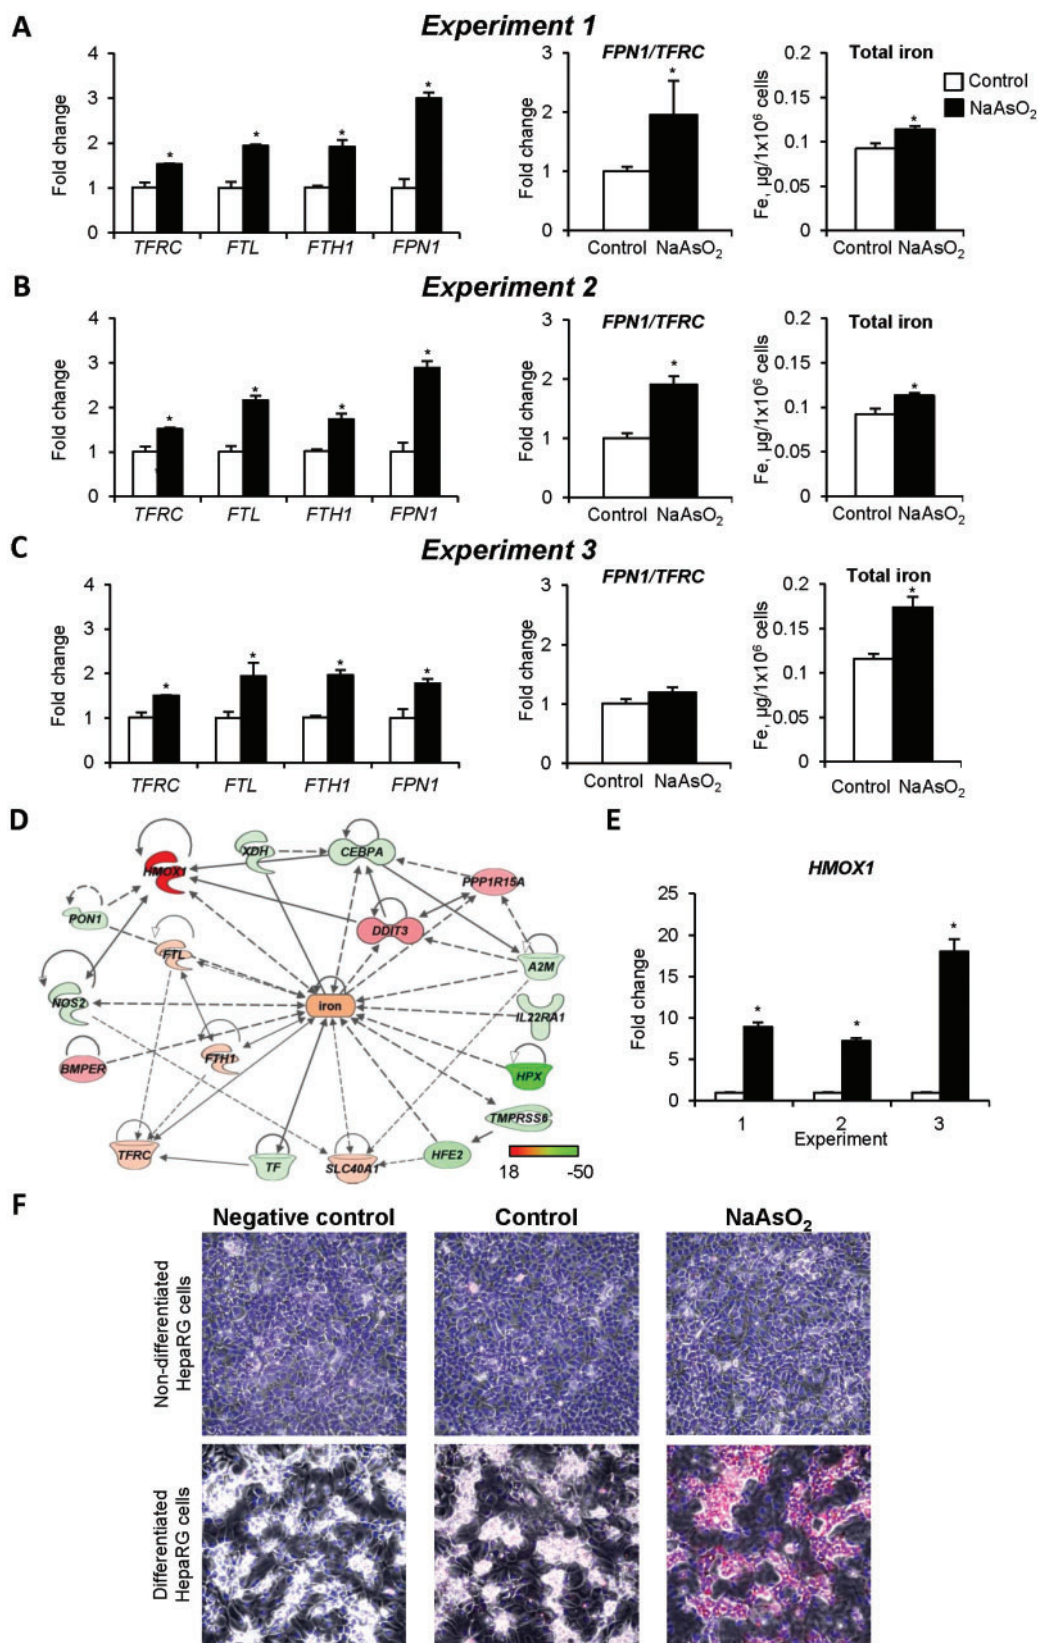 A
Experiment 1
FPN1/TFRC
Total iron
Control
NaAsO₂
Fold change
4
3
2
1
0
TFRC FTL FTH1 FPN1
Fold change
3
2
1
0
Control NaAsO₂
Fe, µg/1x10⁶ cells
0.2
0.15
0.1
0.05
0
Control NaAsO₂
B
Experiment 2
FPN1/TFRC
Total iron
Fold change
4
3
2
1
0
TFRC FTL FTH1 FPN1
Fold change
3
2
1
0
Control NaAsO₂
Fe, µg/1x10⁶ cells
0.2
0.15
0.1
0.05
0
Control NaAsO₂
C
Experiment 3
FPN1/TFRC
Total iron
Fold change
4
3
2
1
0
TFRC FTL FTH1 FPN1
Fold change
3
2
1
0
Control NaAsO₂
Fe, µg/1x10⁶ cells
0.2
0.15
0.1
0.05
0
Control NaAsO₂
D
HMOX1
XDH
CEBPA
PPP1R15A
PON1
DDIT3
FTL
A2M
NOS2
iron
IL22RA1
BMPER
FTH1
HPX
TMPRSS6
TFRC
TF
SLC40A1
HFE2
18 -50
E
HMOX1
Fold change
25
20
15
10
5
0
1 2 3
Experiment
F
Negative control
Control
NaAsO₂
Non-differentiated
HepaRG cells
Differentiated
HepaRG cells